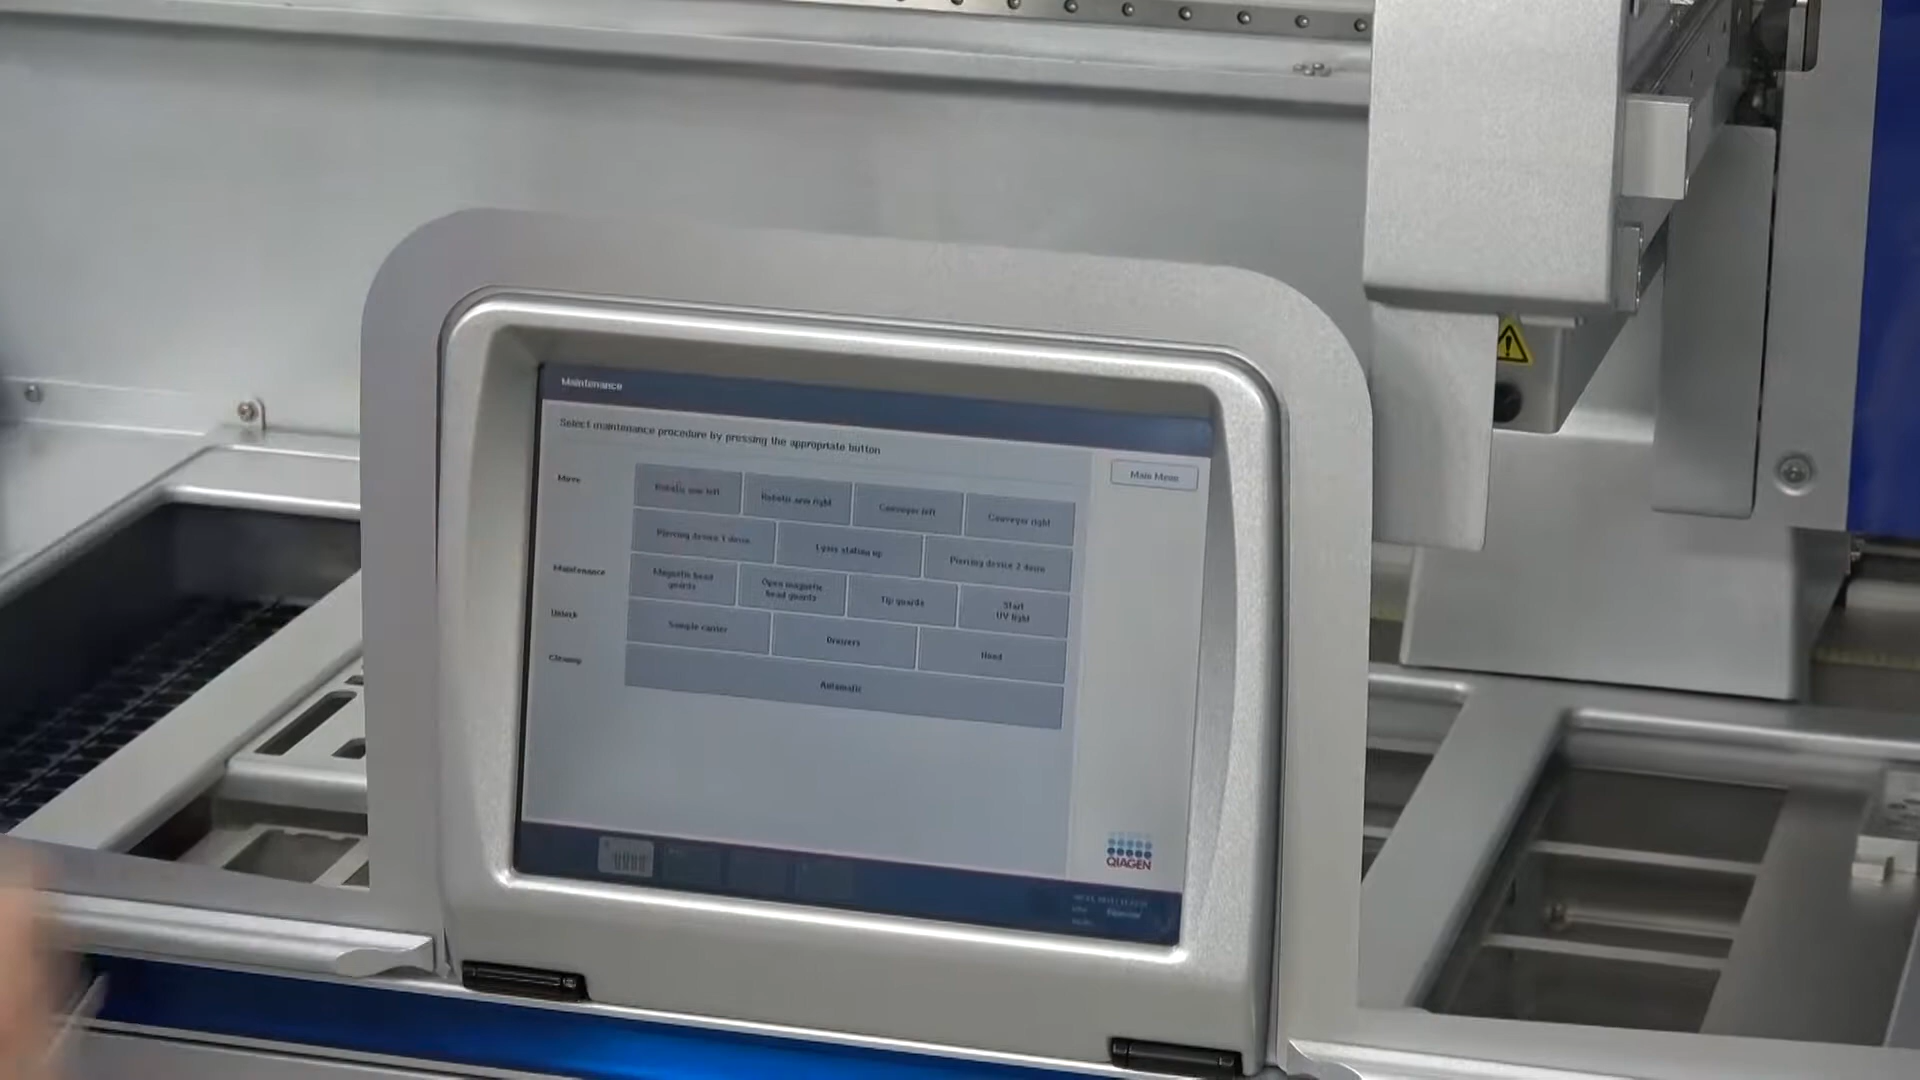 Maintenance
Select maintenance procedure by pressing the appropriate button
Main Menu
Move
Robotic arm left
Robotic arm right
Conveyor left
Conveyor right
Piercing device 1 down
Lysis station up
Piercing device 2 down
Maintenance
Magnetic head
guards
Open magnetic
head guards
Tip guards
Start
UV light
Unlock
Sample carrier
Drawers
Hood
Cleaning
Automatic
QIAGEN